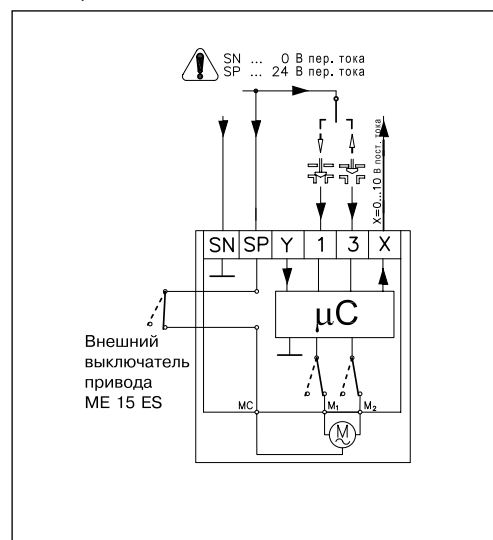 SN ... 0 В пер. тока
SP ... 24 В пер. тока
X=0...10 В пост. тока
SN SP Y 1 3 X
µC
Внешний
выключатель
привода
ME 15 ES
MC M₁ M₂
M